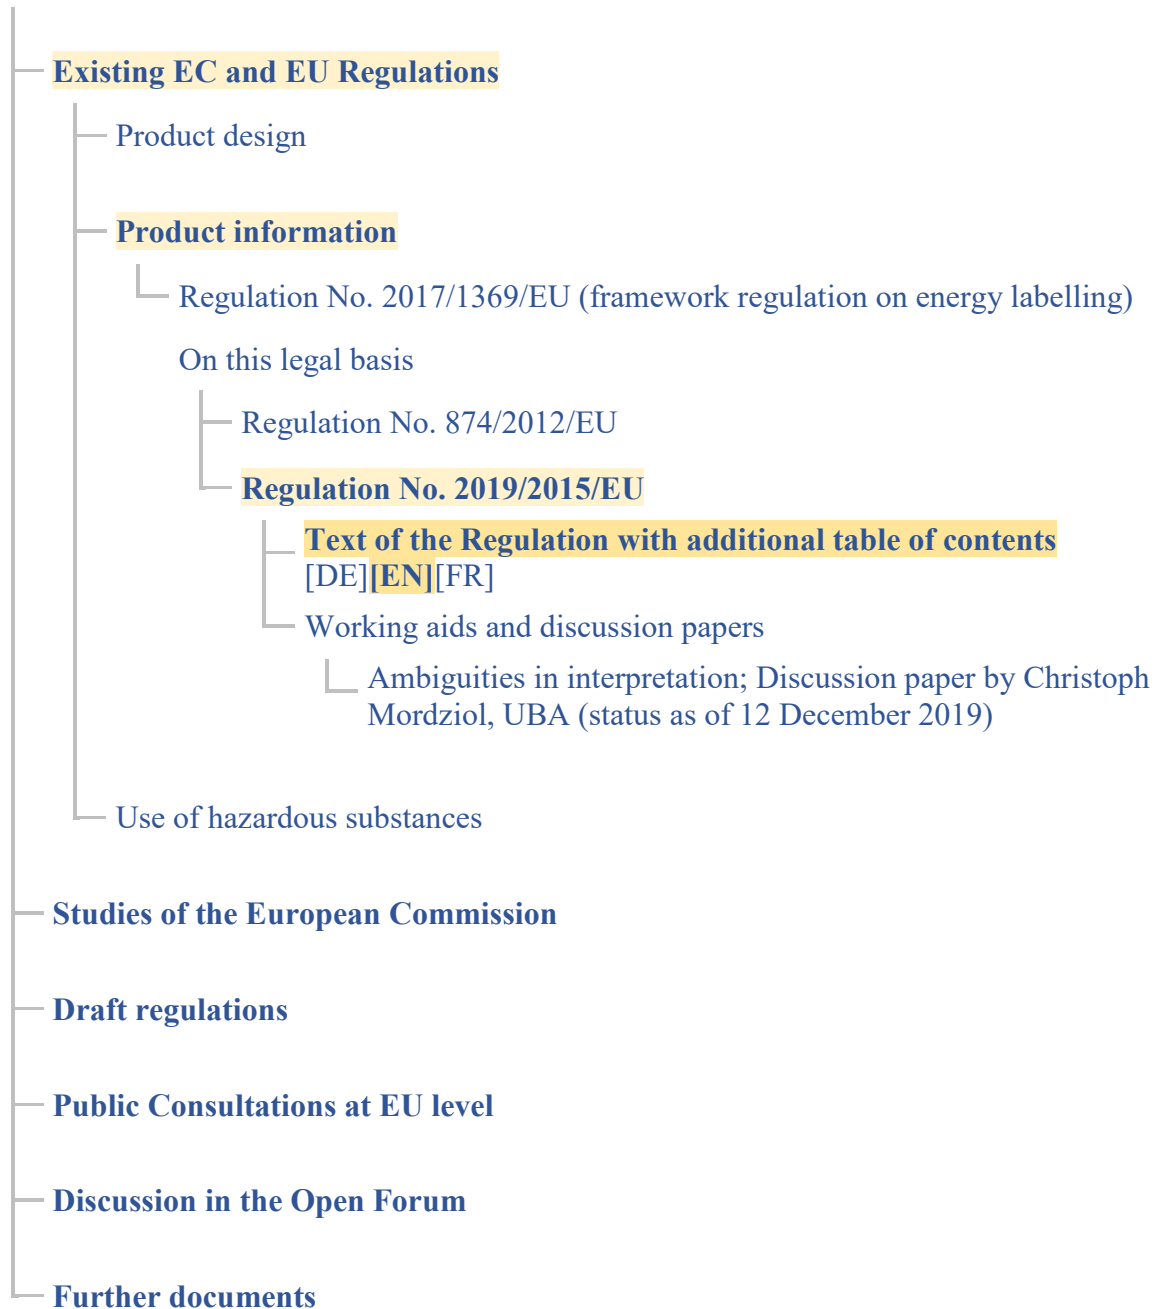 Existing EC and EU Regulations
Product design
Product information
Regulation No. 2017/1369/EU (framework regulation on energy labelling)
On this legal basis
Regulation No. 874/2012/EU
Regulation No. 2019/2015/EU
Text of the Regulation with additional table of contents
[DE][EN][FR]
Working aids and discussion papers
Ambiguities in interpretation; Discussion paper by Christoph
Mordziol, UBA (status as of 12 December 2019)
Use of hazardous substances
Studies of the European Commission
Draft regulations
Public Consultations at EU level
Discussion in the Open Forum
Further documents